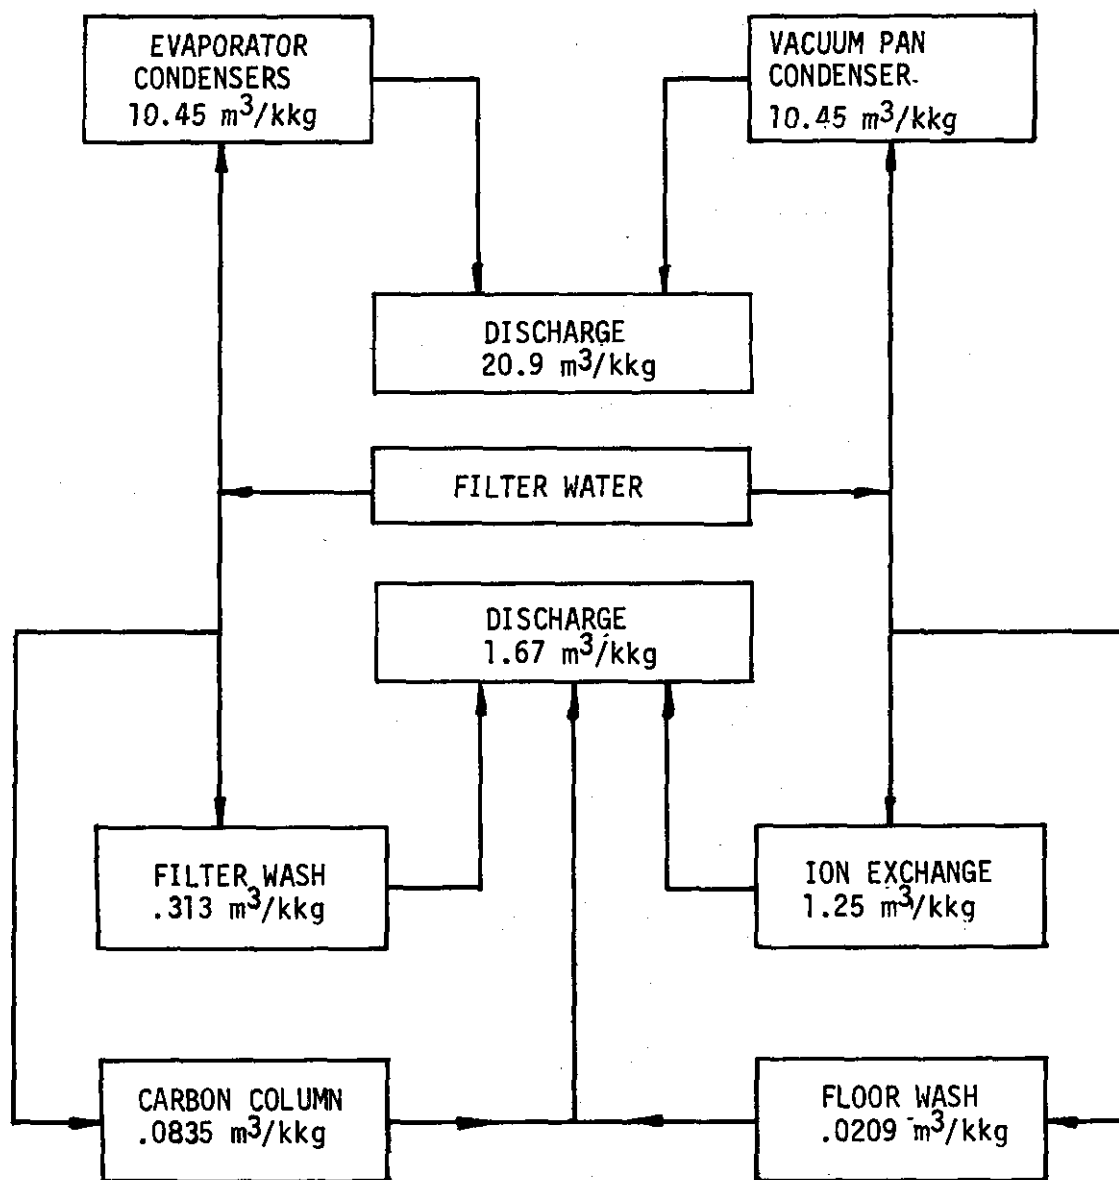 EVAPORATOR
CONDENSERS
10.45 m³/kkg
VACUUM PAN
CONDENSER
10.45 m³/kkg
DISCHARGE
20.9 m³/kkg
FILTER WATER
DISCHARGE
1.67 m³/kkg
FILTER WASH
.313 m³/kkg
ION EXCHANGE
1.25 m³/kkg
CARBON COLUMN
.0835 m³/kkg
FLOOR WASH
.0209 m³/kkg